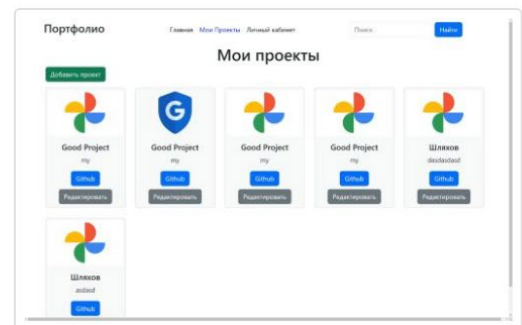 Портфолио
Главная Мои Проекты Личный кабинет
Поиск
Найти
Мои проекты
Добавить проект
Good Project
my
Github
Редактировать
Good Project
my
Github
Редактировать
Good Project
my
Github
Редактировать
Good Project
my
Github
Редактировать
Шляхов
dasdasdasd
Github
Редактировать
Шляхов
asdasd
Github